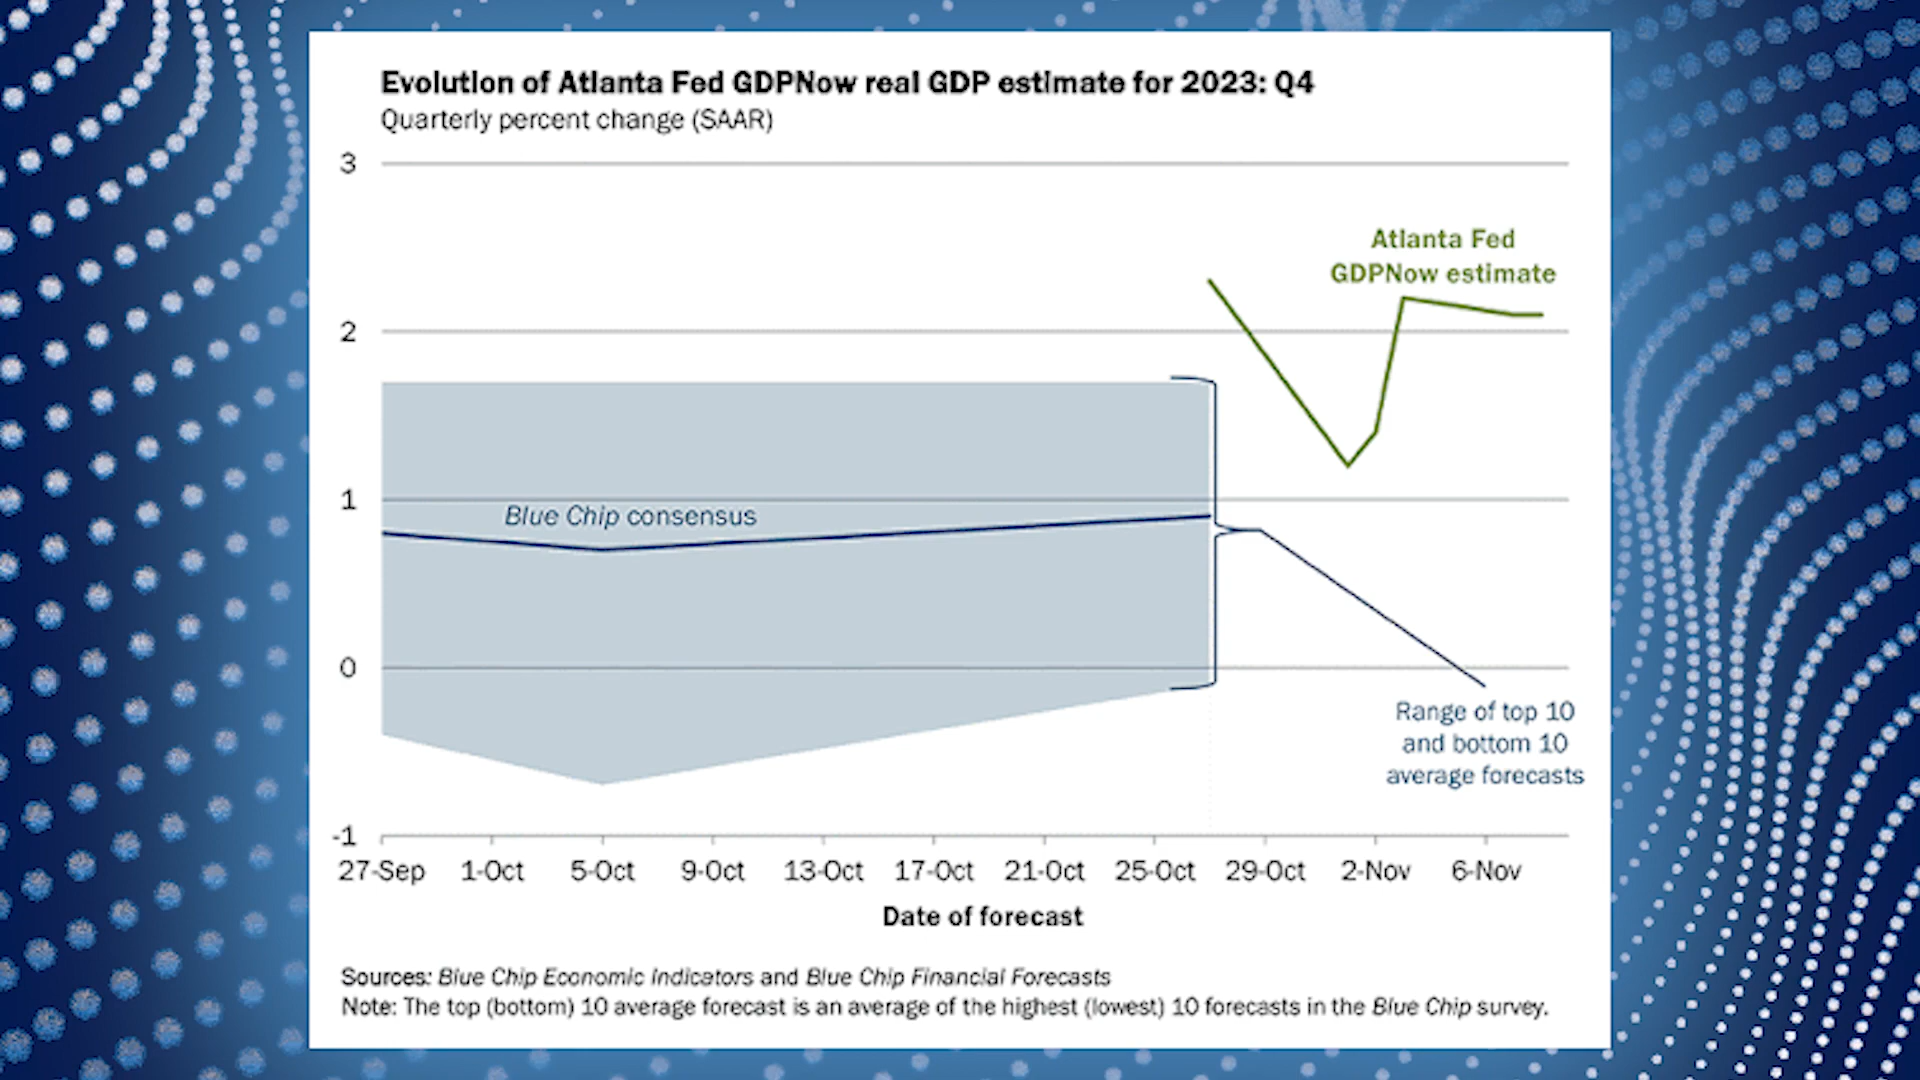 Evolution of Atlanta Fed GDPNow real GDP estimate for 2023: Q4
Quarterly percent change (SAAR)
3
Atlanta Fed
GDPNow estimate
2
1
Blue Chip consensus
0
Range of top 10
and bottom 10
average forecasts
-1
27-Sep 1-Oct 5-Oct 9-Oct 13-Oct 17-Oct 21-Oct 25-Oct 29-Oct 2-Nov 6-Nov
Date of forecast
Sources: Blue Chip Economic Indicators and Blue Chip Financial Forecasts
Note: The top (bottom) 10 average forecast is an average of the highest (lowest) 10 forecasts in the Blue Chip survey.